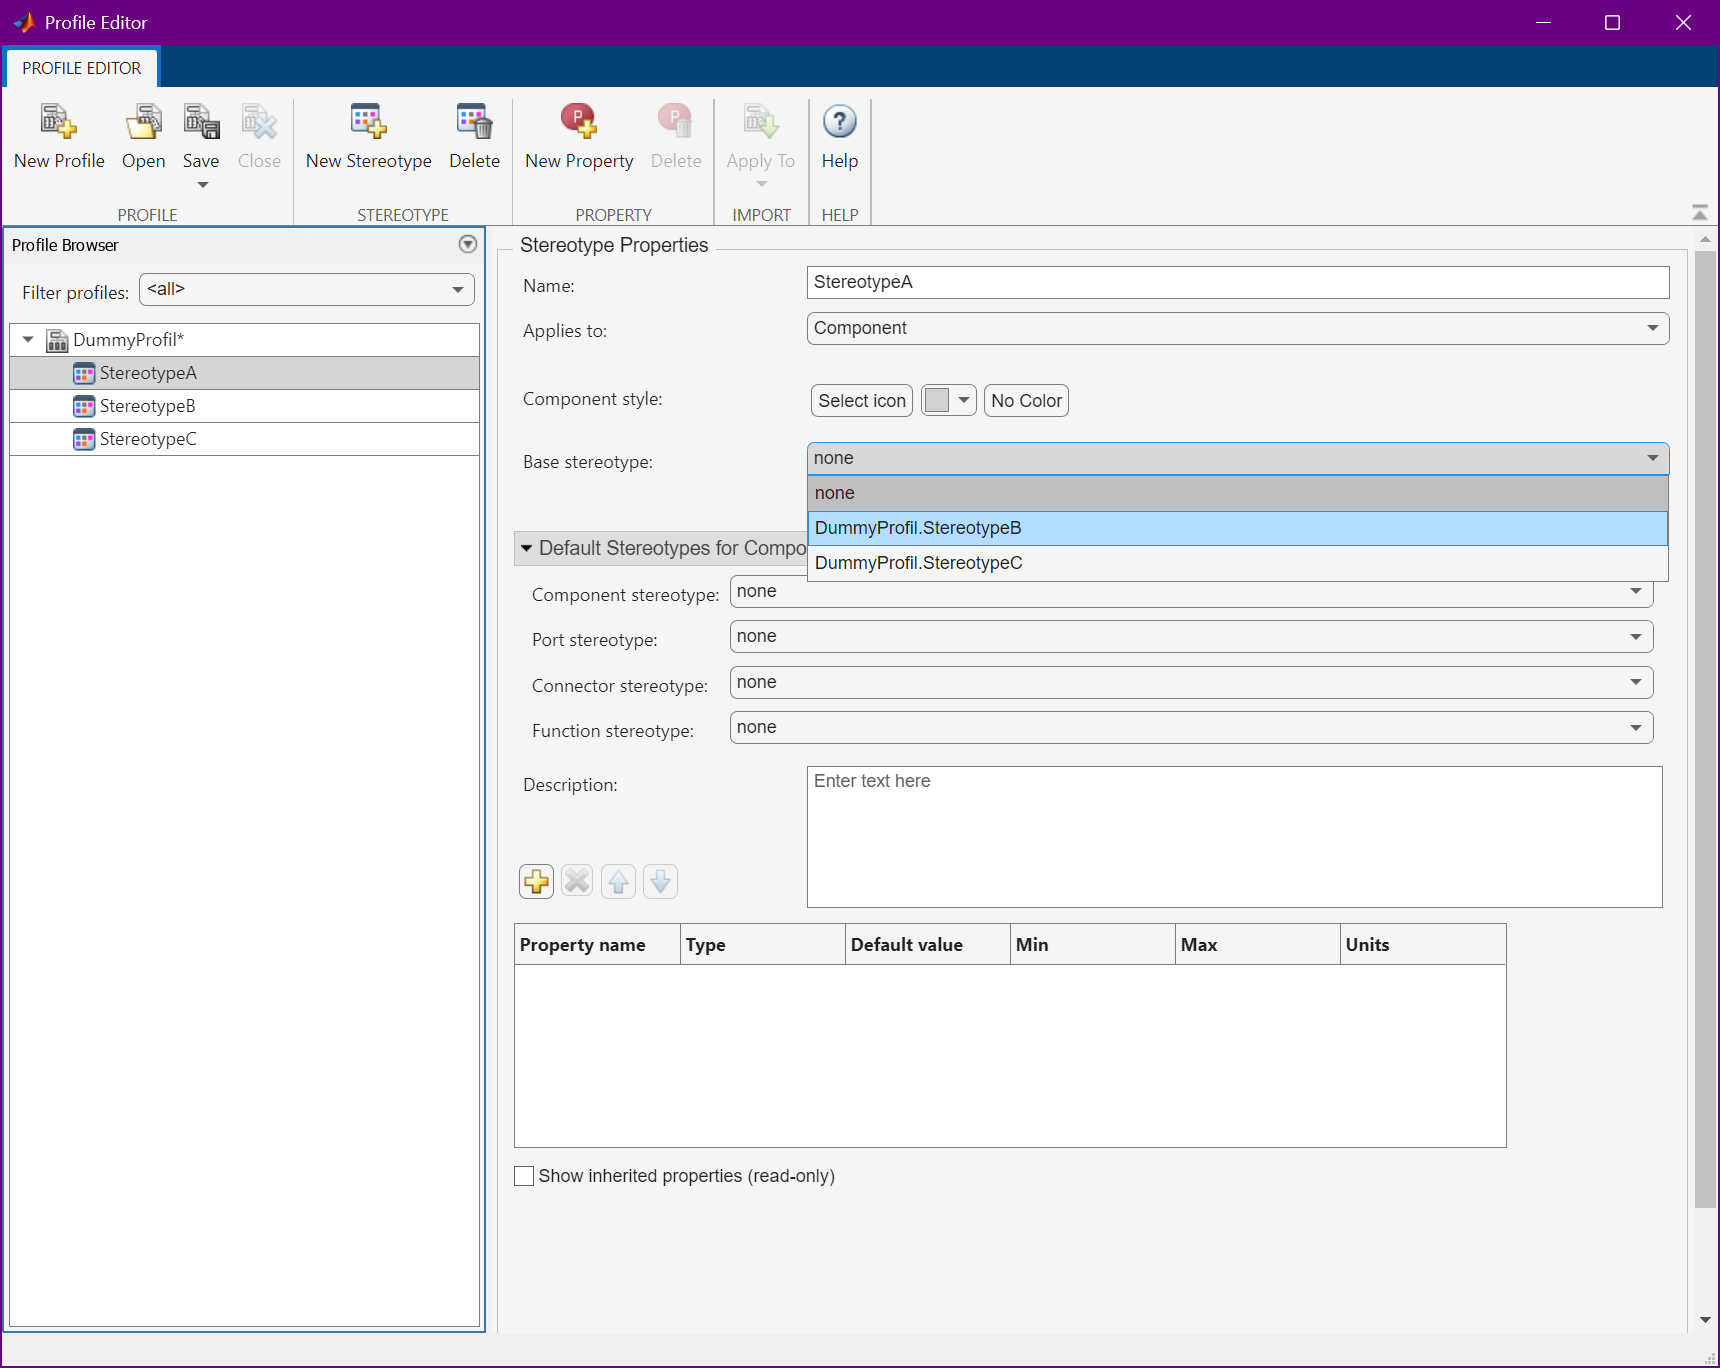 Profile Editor
PROFILE EDITOR
New Profile Open Save Close New Stereotype Delete New Property Delete Apply To Help
PROFILE STEREOTYPE PROPERTY IMPORT HELP
Profile Browser
Filter profiles: <all>
DummyProfil*
StereotypeA
StereotypeB
StereotypeC
Stereotype Properties
Name: StereotypeA
Applies to: Component
Component style: Select icon No Color
Base stereotype: none
none
DummyProfil.StereotypeB
DummyProfil.StereotypeC
Default Stereotypes for Compo
Component stereotype: none
Port stereotype: none
Connector stereotype: none
Function stereotype: none
Description: Enter text here
Property name Type Default value Min Max Units
Show inherited properties (read-only)